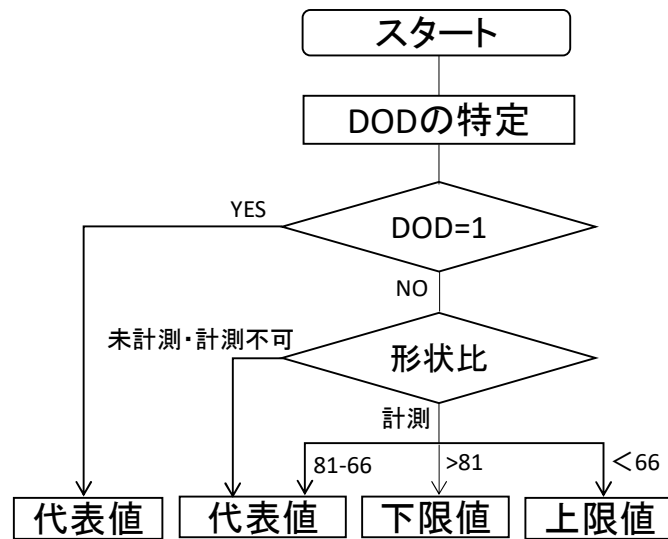 スタート
DODの特定
YES
DOD=1
NO
未計測・計測不可
形状比
計測
81-66
>81
＜66
代表値
代表値
下限値
上限値